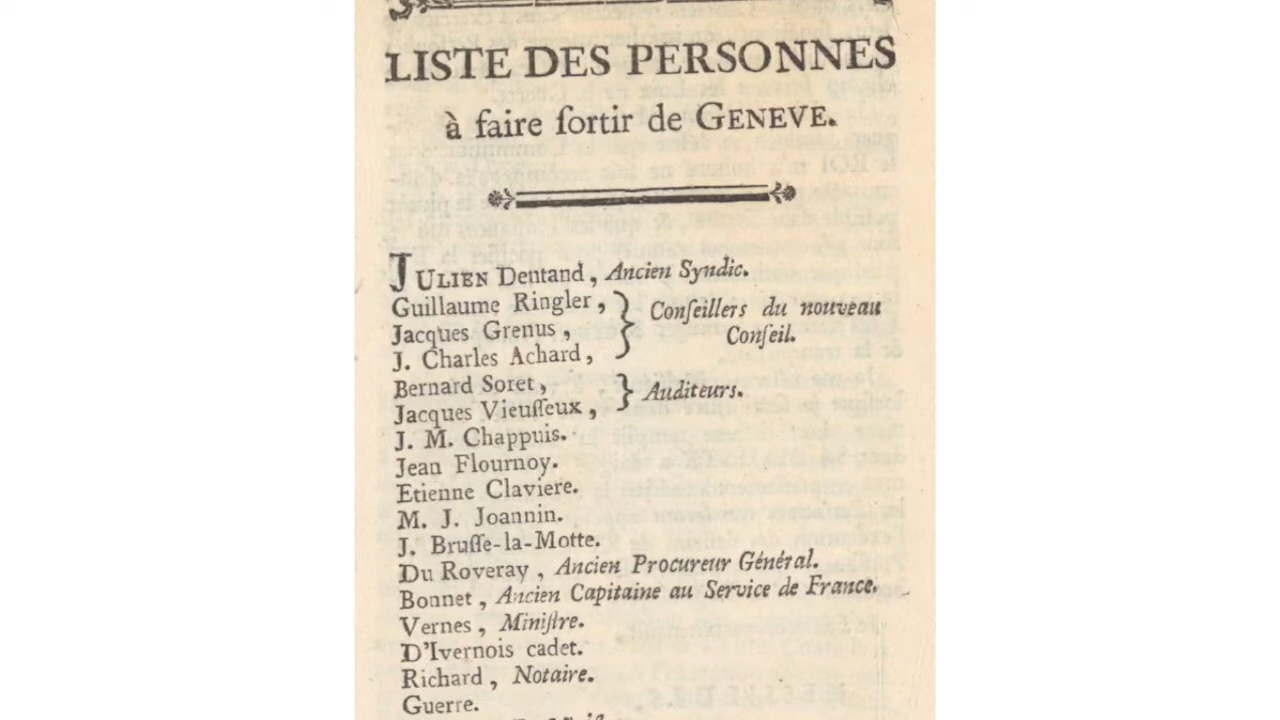 LISTE DES PERSONNES
à faire ſortir de GENEVE.
JULIEN Dentand, Ancien Syndic.
Guillaume Ringler,
Jacques Grenus,
J. Charles Achard,
} Conſeillers du nouveau
Conſeil.
Bernard Soret,
Jacques Vieuſſeux,
} Auditeurs.
J. M. Chappuis.
Jean Flournoy.
Etienne Claviere.
M. J. Joannin.
J. Bruſſe-la-Motte.
Du Roveray, Ancien Procureur Général.
Bonnet, Ancien Capitaine au Service de France.
Vernes, Miniſtre.
D'Ivernois cadet.
Richard, Notaire.
Guerre.